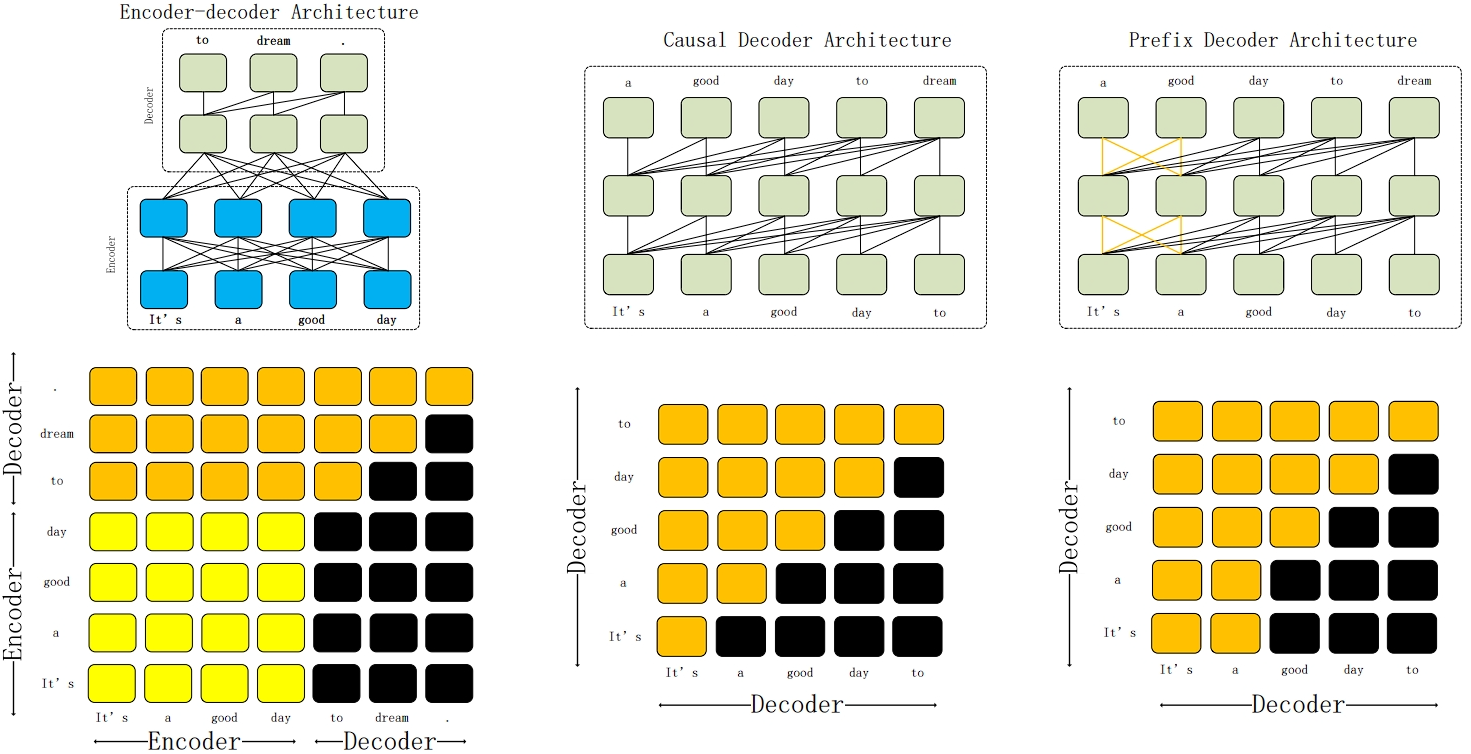 Encoder-decoder Architecture
to dream .
Decoder
Encoder
It's a good day
Causal Decoder Architecture
a good day to dream
It's a good day to
Prefix Decoder Architecture
a good day to dream
It's a good day to
Decoder
Encoder
.
dream
to
day
good
a
It's
It's a good day to dream .
Encoder Decoder
Decoder
to
day
good
a
It's
It's a good day to
Decoder
Decoder
to
day
good
a
It's
It's a good day to
Decoder